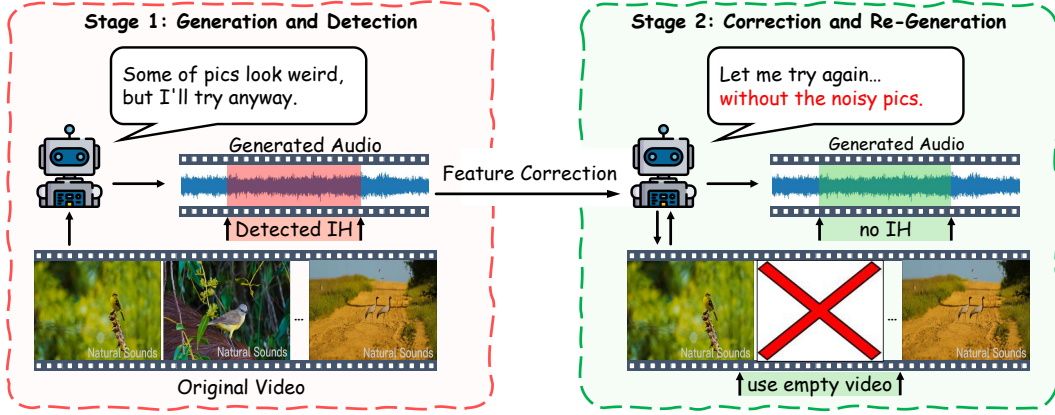 Stage 1: Generation and Detection
Some of pics look weird,
but I'll try anyway.
Generated Audio
Detected IH
Natural Sounds
Natural Sounds
...
Natural Sounds
Original Video
Feature Correction
Stage 2: Correction and Re-Generation
Let me try again...
without the noisy pics.
Generated Audio
no IH
Natural Sounds
...
Natural Sounds
use empty video